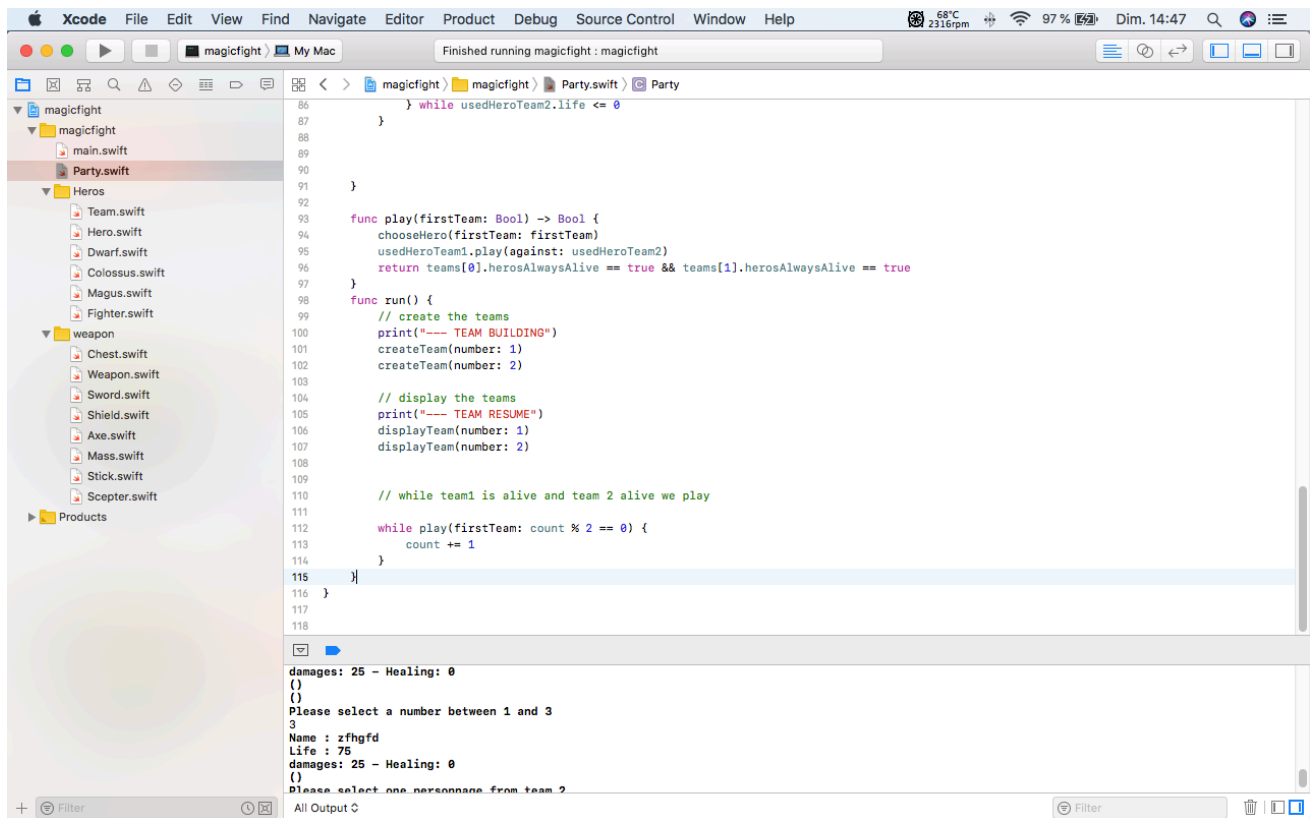 Xcode File Edit View Find Navigate Editor Product Debug Source Control Window Help 68°C 2316rpm 97 % Dim. 14:47
magicfight My Mac Finished running magicfight : magicfight
magicfight magicfight Party.swift C Party
magicfight
magicfight
main.swift
Party.swift
Heros
Team.swift
Hero.swift
Dwarf.swift
Colossus.swift
Magus.swift
Fighter.swift
weapon
Chest.swift
Weapon.swift
Sword.swift
Shield.swift
Axe.swift
Mass.swift
Stick.swift
Scepter.swift
Products
Filter
86 } while usedHeroTeam2.life <= 0
87 }
88
89
90
91 }
92
93 func play(firstTeam: Bool) -> Bool {
94 chooseHero(firstTeam: firstTeam)
95 usedHeroTeam1.play(against: usedHeroTeam2)
96 return teams[0].herosAlwaysAlive == true && teams[1].herosAlwaysAlive == true
97 }
98 func run() {
99 // create the teams
100 print("--- TEAM BUILDING")
101 createTeam(number: 1)
102 createTeam(number: 2)
103
104 // display the teams
105 print("--- TEAM RESUME")
106 displayTeam(number: 1)
107 displayTeam(number: 2)
108
109
110 // while team1 is alive and team 2 alive we play
111
112 while play(firstTeam: count % 2 == 0) {
113 count += 1
114 }
115 }
116 }
117
118
damages: 25 - Healing: 0
()
()
Please select a number between 1 and 3
3
Name : zfhgfd
Life : 75
damages: 25 - Healing: 0
()
Please select one personnage from team 2
All Output
Filter